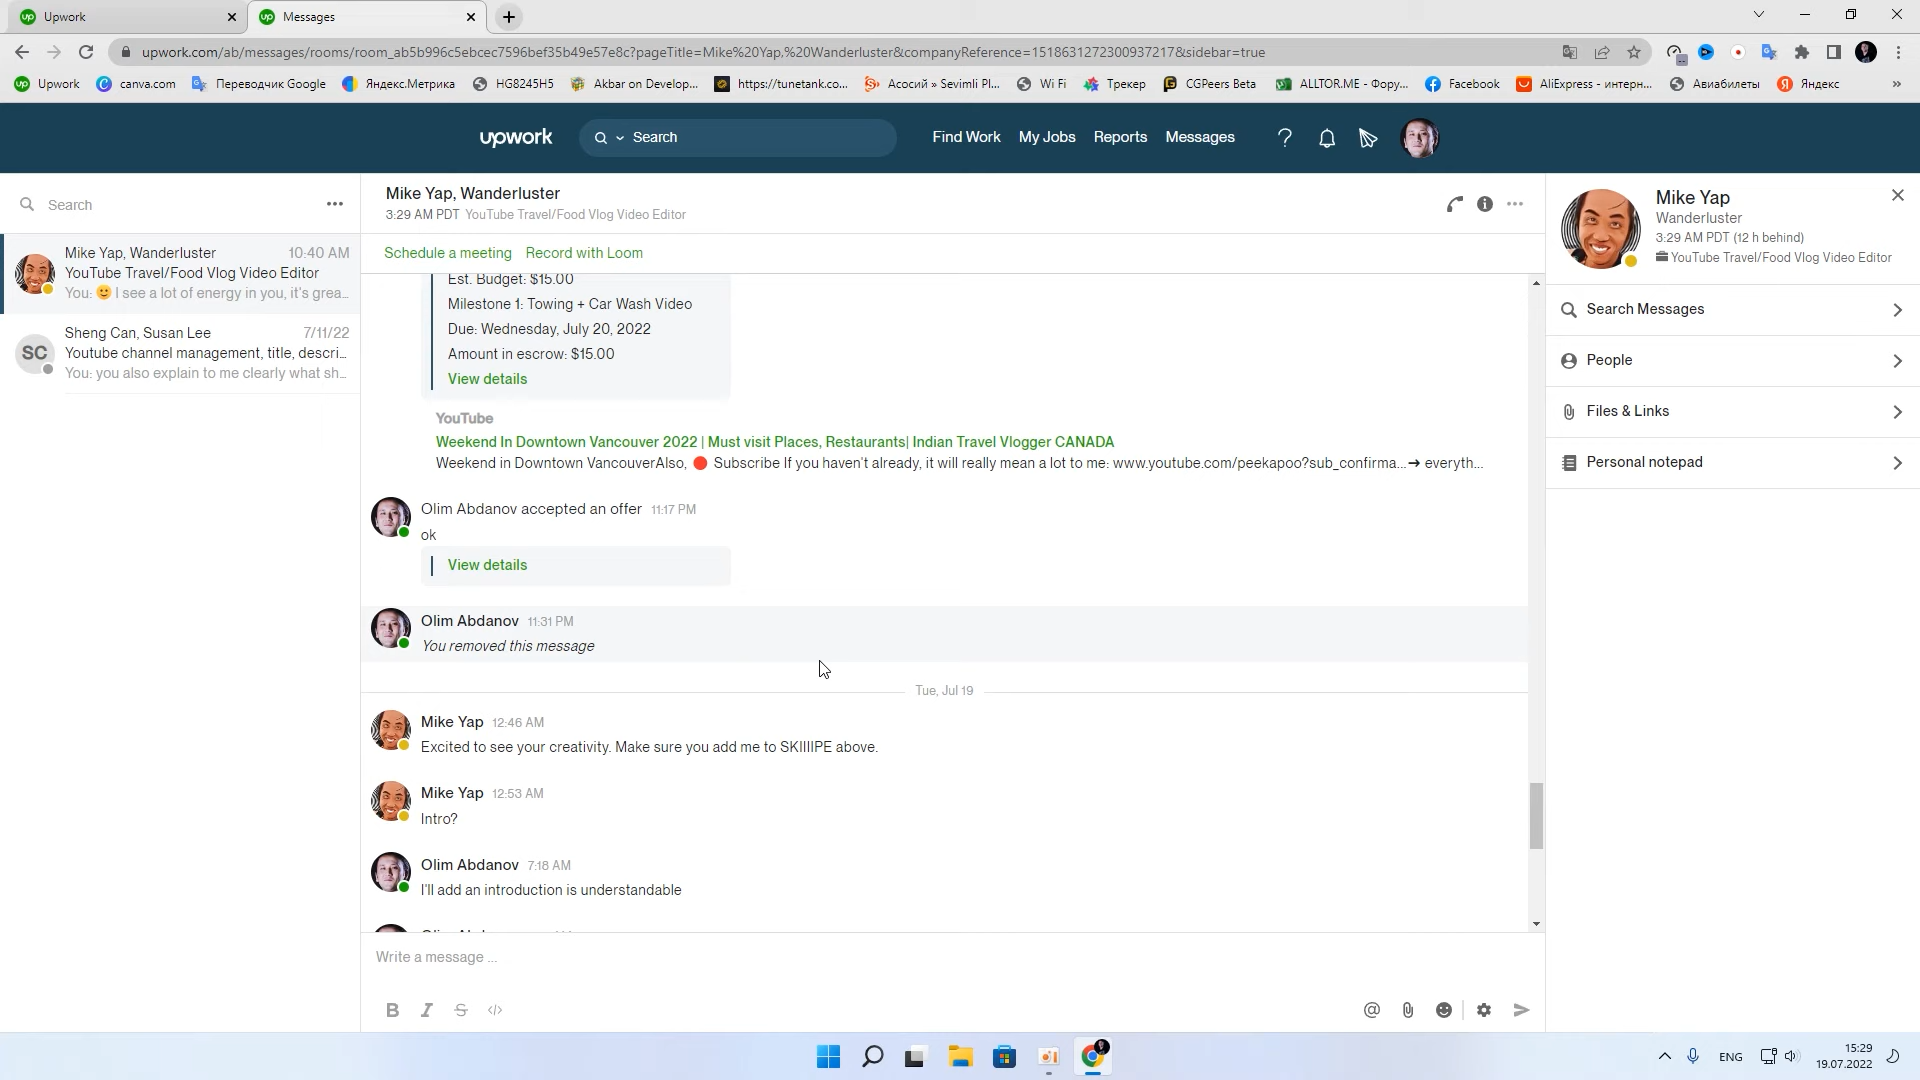 Upwork
Messages
upwork.com/ab/messages/rooms/room_ab5b996c5ebcec7596bef35b49e57e8c?pageTitle=Mike%20Yap,%20Wanderluster&companyReference=1518631272300937217&sidebar=true
Upwork
canva.com
Переводчик Google
Яндекс.Метрика
HG8245H5
Akbar on Develop...
https://tunetank.co...
Асосий » Sevimli Pl...
Wi Fi
Трекер
CGPeers Beta
ALLTOR.ME - Фору...
Facebook
AliExpress - интерн...
Авиабилеты
Яндекс
upwork
Search
Find Work
My Jobs
Reports
Messages
Search
Mike Yap, Wanderluster 10:40 AM
YouTube Travel/Food Vlog Video Editor
You: 🙂 I see a lot of energy in you, it's grea...
SC
Sheng Can, Susan Lee 7/11/22
Youtube channel management, title, descri...
You: you also explain to me clearly what sh...
Mike Yap, Wanderluster
3:29 AM PDT YouTube Travel/Food Vlog Video Editor
Schedule a meeting Record with Loom
Est. Budget: $15.00
Milestone 1: Towing + Car Wash Video
Due: Wednesday, July 20, 2022
Amount in escrow: $15.00
View details
YouTube
Weekend In Downtown Vancouver 2022 | Must visit Places, Restaurants| Indian Travel Vlogger CANADA
Weekend in Downtown VancouverAlso, 🔴 Subscribe If you haven't already, it will really mean a lot to me: www.youtube.com/peekapoo?sub_confirma...➔ everyth...
Olim Abdanov accepted an offer 11:17 PM
ok
View details
Olim Abdanov 11:31 PM
You removed this message
Tue, Jul 19
Mike Yap 12:46 AM
Excited to see your creativity. Make sure you add me to SKIIIIPE above.
Mike Yap 12:53 AM
Intro?
Olim Abdanov 7:18 AM
I'll add an introduction is understandable
Write a message ...
Mike Yap
Wanderluster
3:29 AM PDT (12 h behind)
YouTube Travel/Food Vlog Video Editor
Search Messages
People
Files & Links
Personal notepad
ENG
15:29
19.07.2022